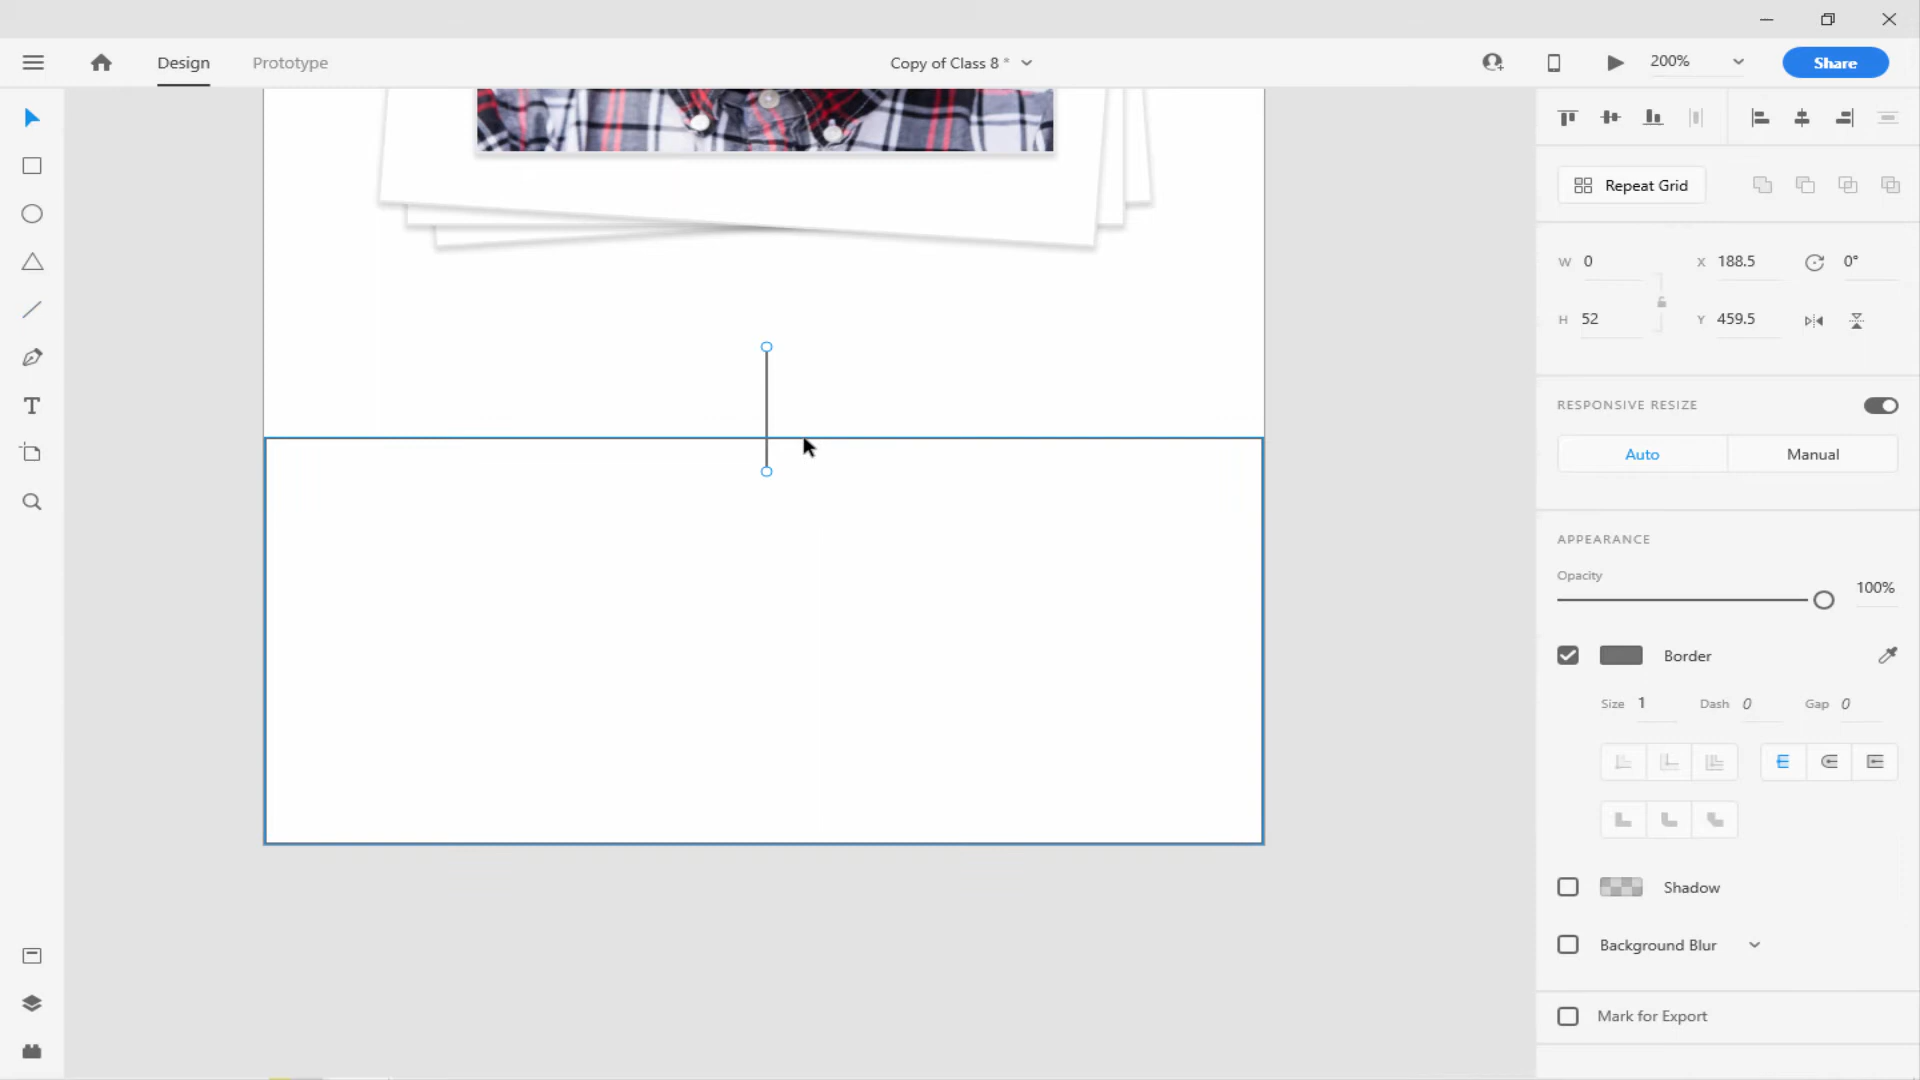 Design
Prototype
Copy of Class 8 *
200%
Share
Repeat Grid
W 0
X 188.5
0°
H 52
Y 459.5
RESPONSIVE RESIZE
Auto
Manual
APPEARANCE
Opacity
100%
Border
Size 1
Dash 0
Gap 0
Shadow
Background Blur
Mark for Export